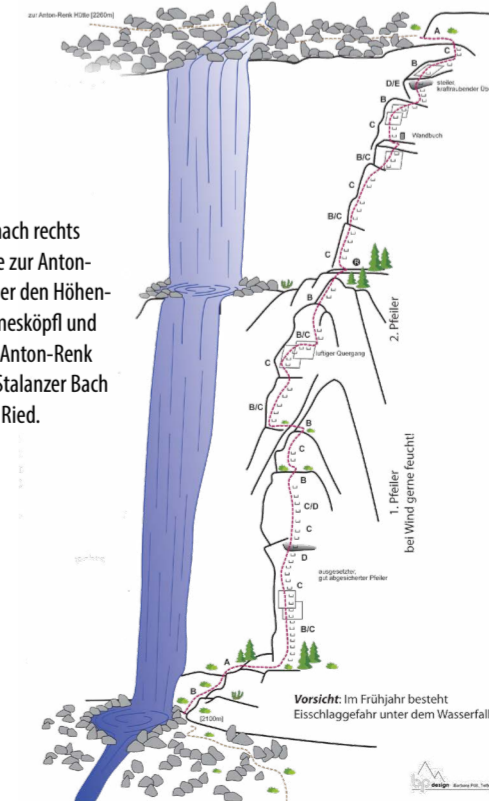 zur Anton-Renk Hütte [2260m]
A
C
B
D/E
steiler,
kraftraubender Üb
B
C
Wandbuch
B/C
C
nach rechts
e zur Anton-
er den Höhen-
nesköpfl und
Anton-Renk
Stalanzer Bach
Ried.
B/C
C
R
B
2. Pfeiler
B/C
luftiger Quergang
C
B/C
B
C
B
1. Pfeiler
bei Wind gerne feucht!
C/D
C
D
ausgesetzter,
gut abgesicherter Pfeiler
C
B/C
A
B
[2100m]
Vorsicht: Im Frühjahr besteht
Eisschlaggefahr unter dem Wasserfall
design